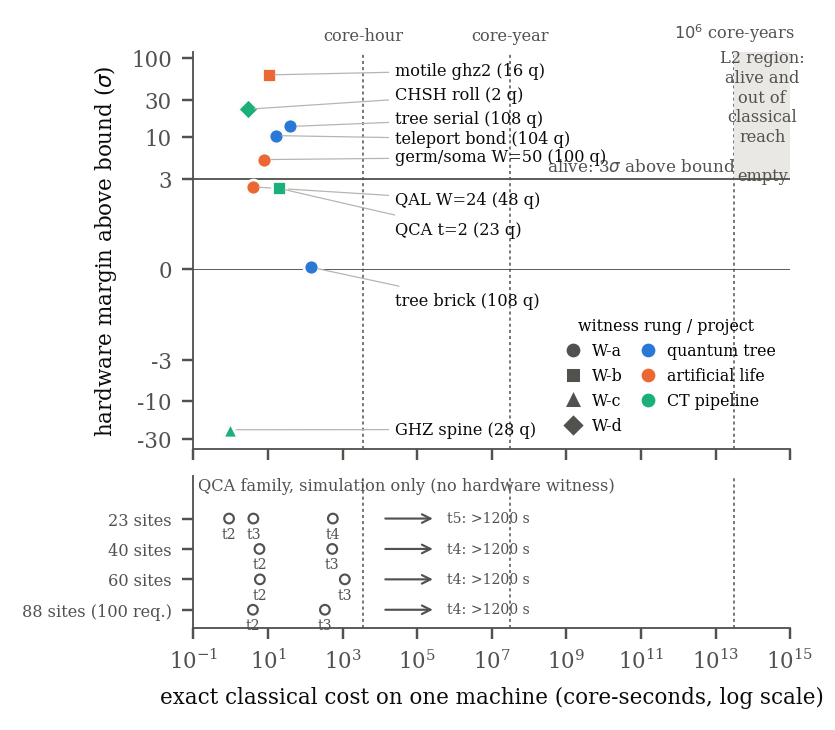 core-hour
core-year
10⁶ core-years
hardware margin above bound (σ)
100
30
10
3
0
-3
-10
-30
motile ghz2 (16 q)
CHSH roll (2 q)
tree serial (108 q)
teleport bond (104 q)
germ/soma W=50 (100 q)
alive: 3σ above bound
L2 region:
alive and
out of
classical
reach
empty
QAL W=24 (48 q)
QCA t=2 (23 q)
tree brick (108 q)
GHZ spine (28 q)
witness rung / project
W-a
W-b
W-c
W-d
quantum tree
artificial life
CT pipeline
QCA family, simulation only (no hardware witness)
23 sites
t2
t3
t4
t5: >1200 s
40 sites
t2
t3
t4: >1200 s
60 sites
t2
t3
t4: >1200 s
88 sites (100 req.)
t2
t3
t4: >1200 s
10⁻¹
10¹
10³
10⁵
10⁷
10⁹
10¹¹
10¹³
10¹⁵
exact classical cost on one machine (core-seconds, log scale)